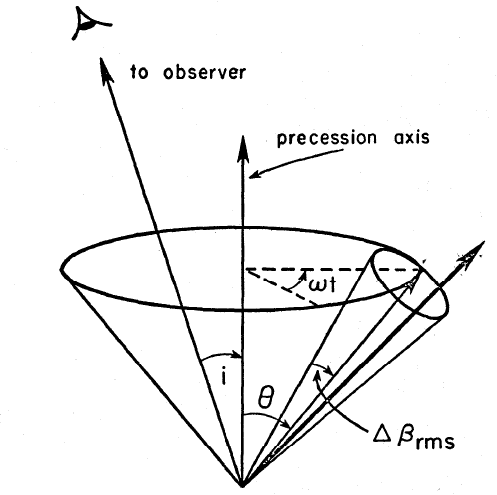 to observer
precession axis
ωt
i
θ
Δβrms